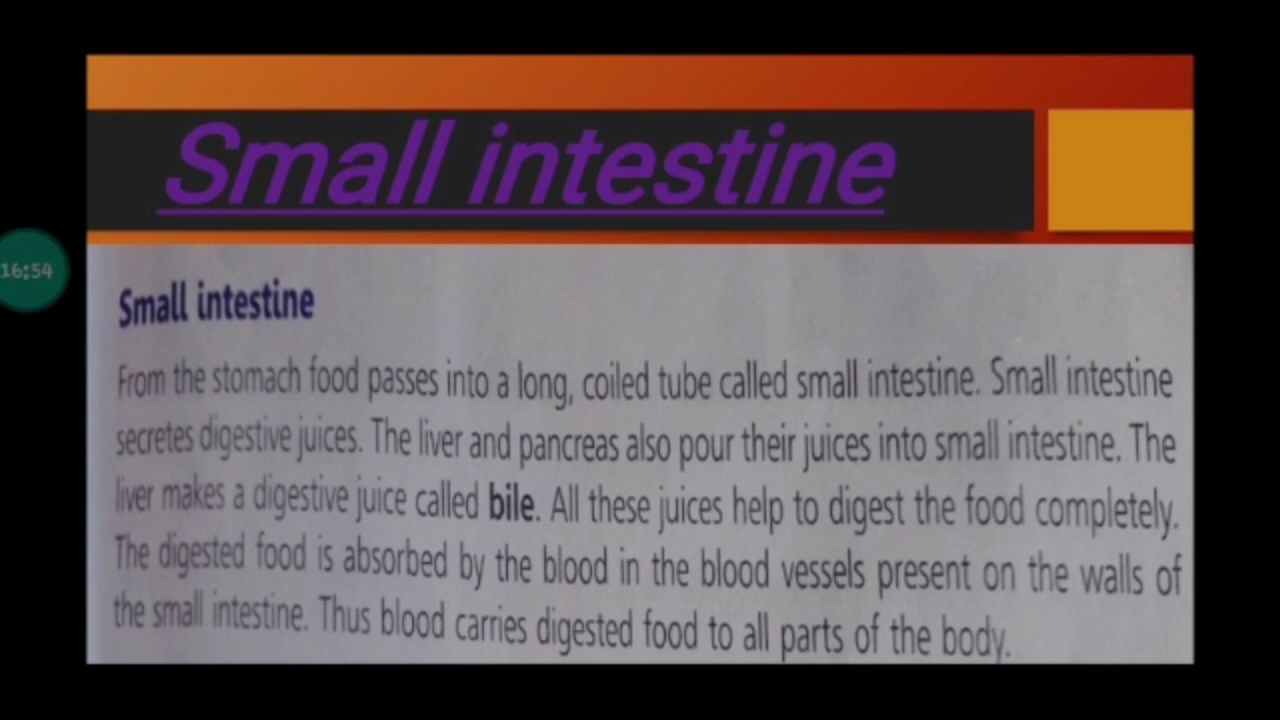 Small intestine
16:54
Small intestine
From the stomach food passes into a long, coiled tube called small intestine. Small intestine
secretes digestive juices. The liver and pancreas also pour their juices into small intestine. The
liver makes a digestive juice called bile. All these juices help to digest the food completely.
The digested food is absorbed by the blood in the blood vessels present on the walls of
the small intestine. Thus blood carries digested food to all parts of the body.